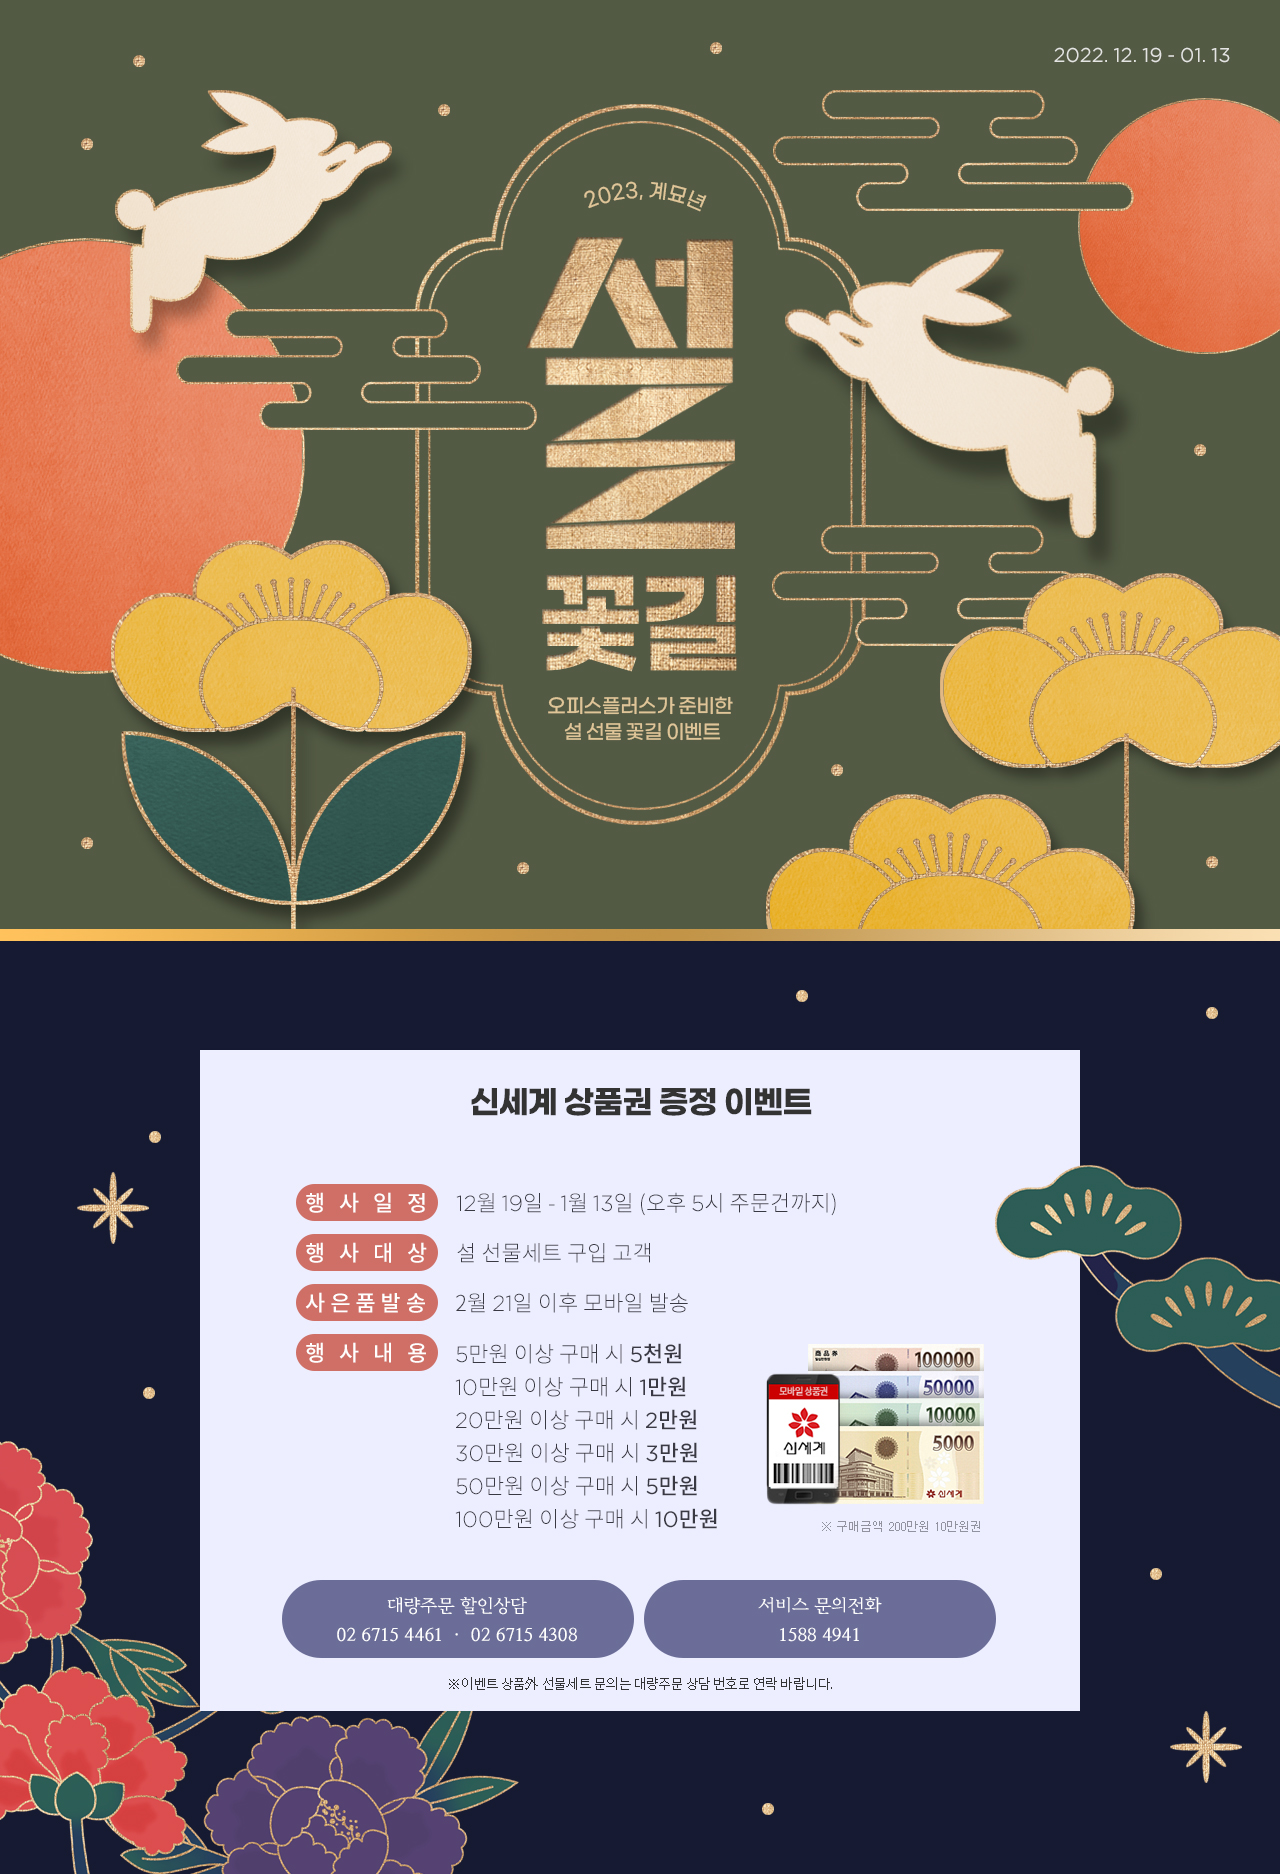 2022. 12. 19 - 01. 13
2023, 계묘년
설
꽃길
오피스플러스가 준비한
설 선물 꽃길 이벤트
신세계 상품권 증정 이벤트
행 사 일 정 12월 19일 - 1월 13일 (오후 5시 주문건까지)
행 사 대 상 설 선물세트 구입 고객
사은품발송 2월 21일 이후 모바일 발송
행 사 내 용 5만원 이상 구매 시 5천원
10만원 이상 구매 시 1만원
20만원 이상 구매 시 2만원
30만원 이상 구매 시 3만원
50만원 이상 구매 시 5만원
100만원 이상 구매 시 10만원
商品券
100000
50000
10000
5000
모바일 상품권
신세계
신세계
※ 구매금액 200만원 10만원권
대량주문 할인상담
02 6715 4461 · 02 6715 4308
서비스 문의전화
1588 4941
※이벤트 상품外 선물세트 문의는 대량주문 상담 번호로 연락 바랍니다.